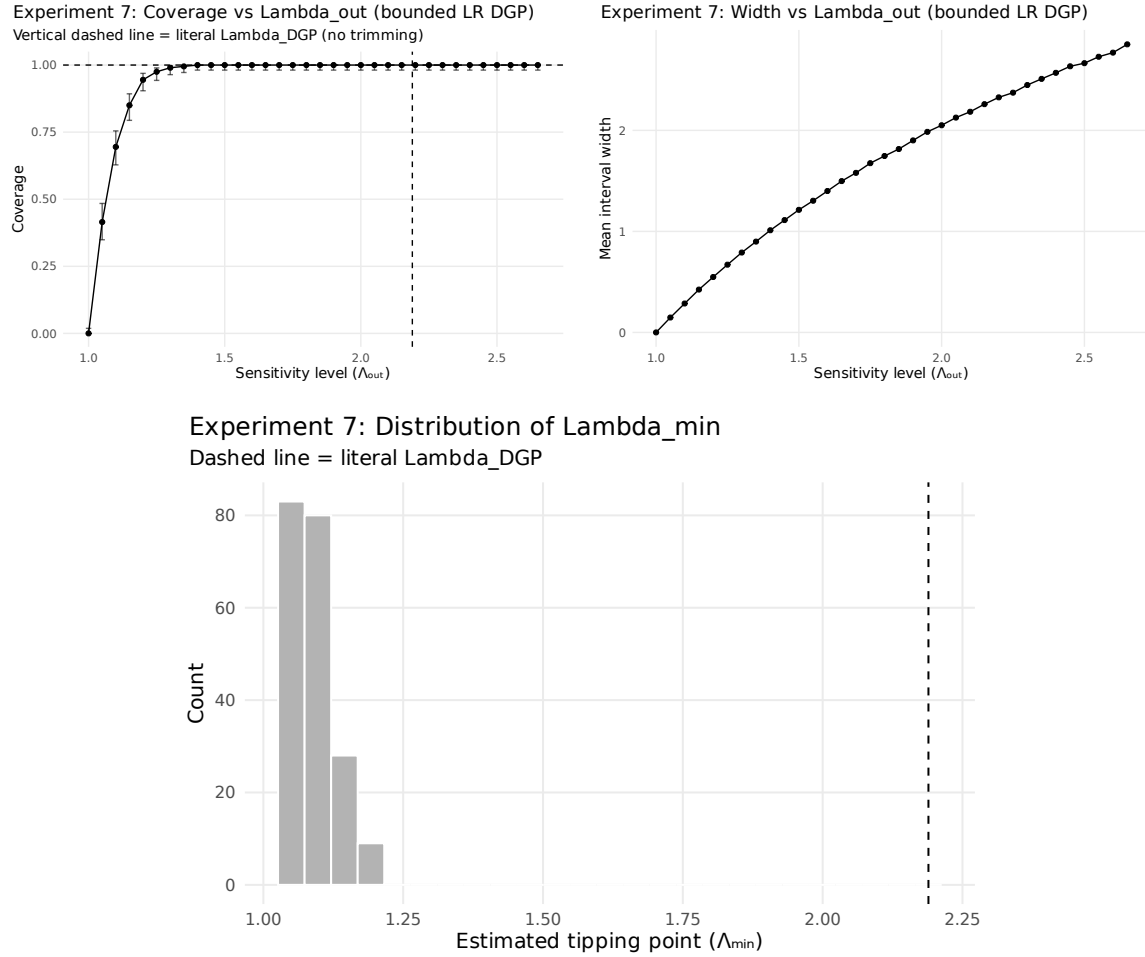 Experiment 7: Coverage vs Lambda_out (bounded LR DGP)
Vertical dashed line = literal Lambda_DGP (no trimming)
Coverage
1.00
0.75
0.50
0.25
0.00
1.0 1.5 2.0 2.5
Sensitivity level (Λout)
Experiment 7: Width vs Lambda_out (bounded LR DGP)
Mean interval width
2
1
0
1.0 1.5 2.0 2.5
Sensitivity level (Λout)
Experiment 7: Distribution of Lambda_min
Dashed line = literal Lambda_DGP
Count
80
60
40
20
0
1.00 1.25 1.50 1.75 2.00 2.25
Estimated tipping point (Λmin)